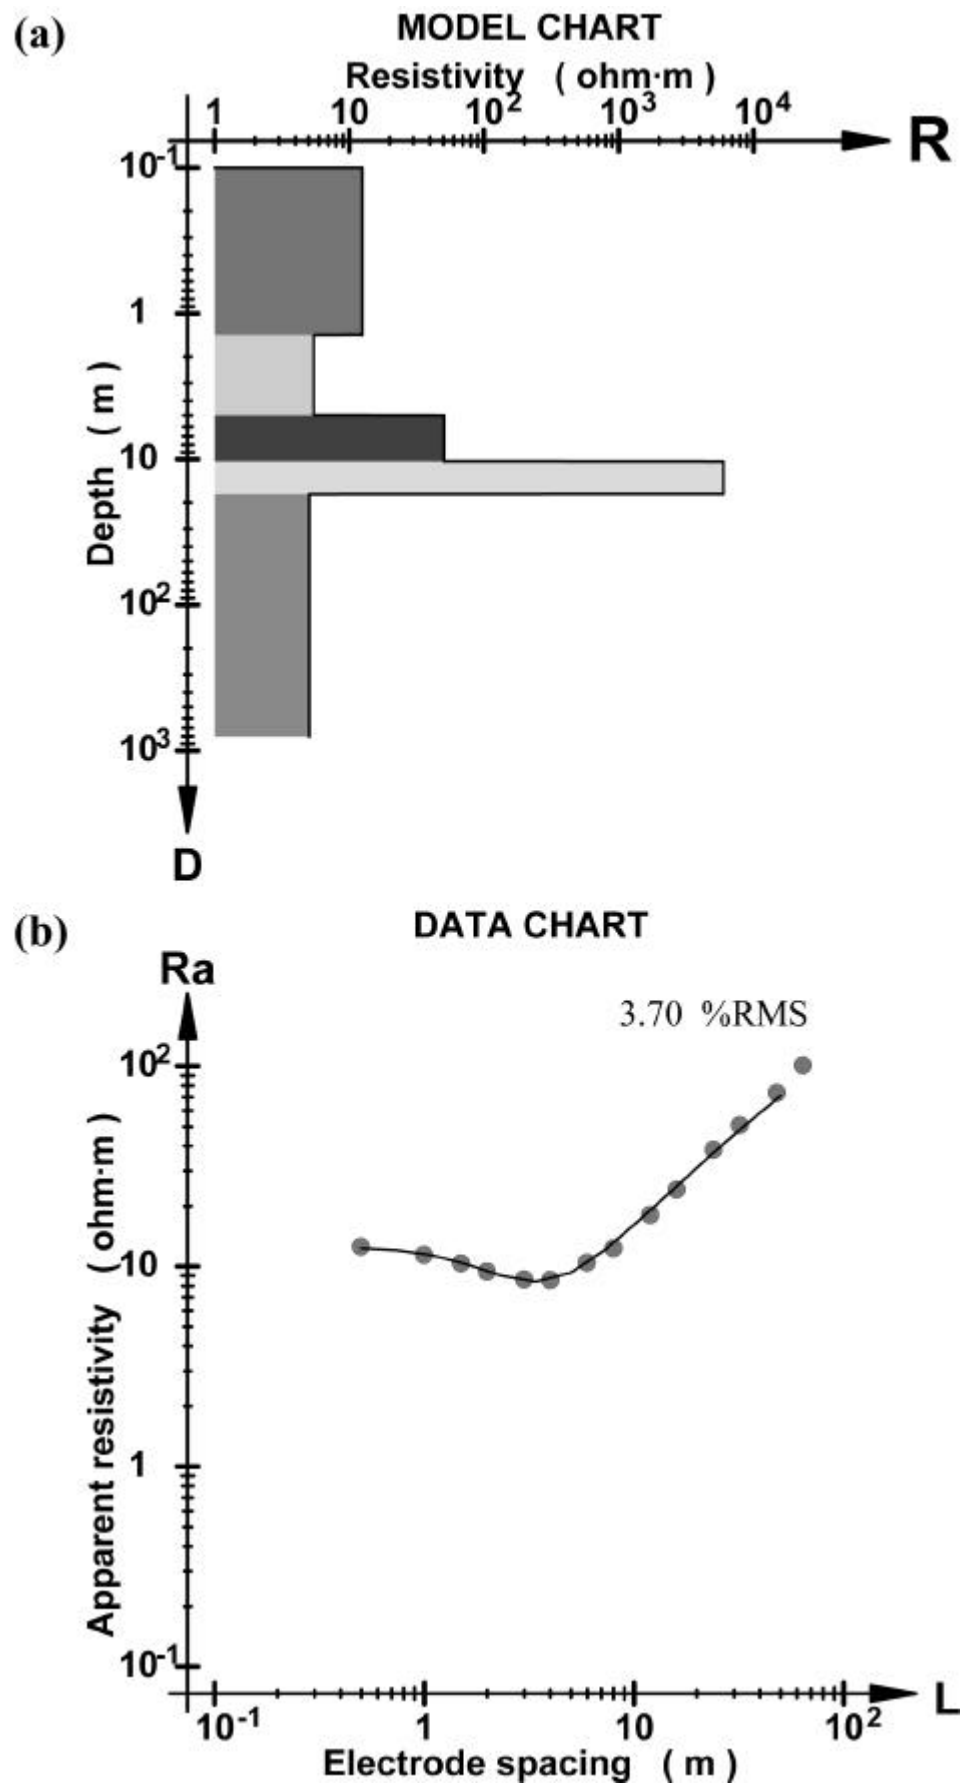 (a) MODEL CHART
Resistivity ( ohm·m )
1 10 10² 10³ 10⁴
R
10⁻¹
1
10
10²
10³
Depth ( m )
D
(b) DATA CHART
Ra
3.70 %RMS
10²
10
1
10⁻¹
Apparent resistivity ( ohm·m )
10⁻¹ 1 10 10²
L
Electrode spacing ( m )